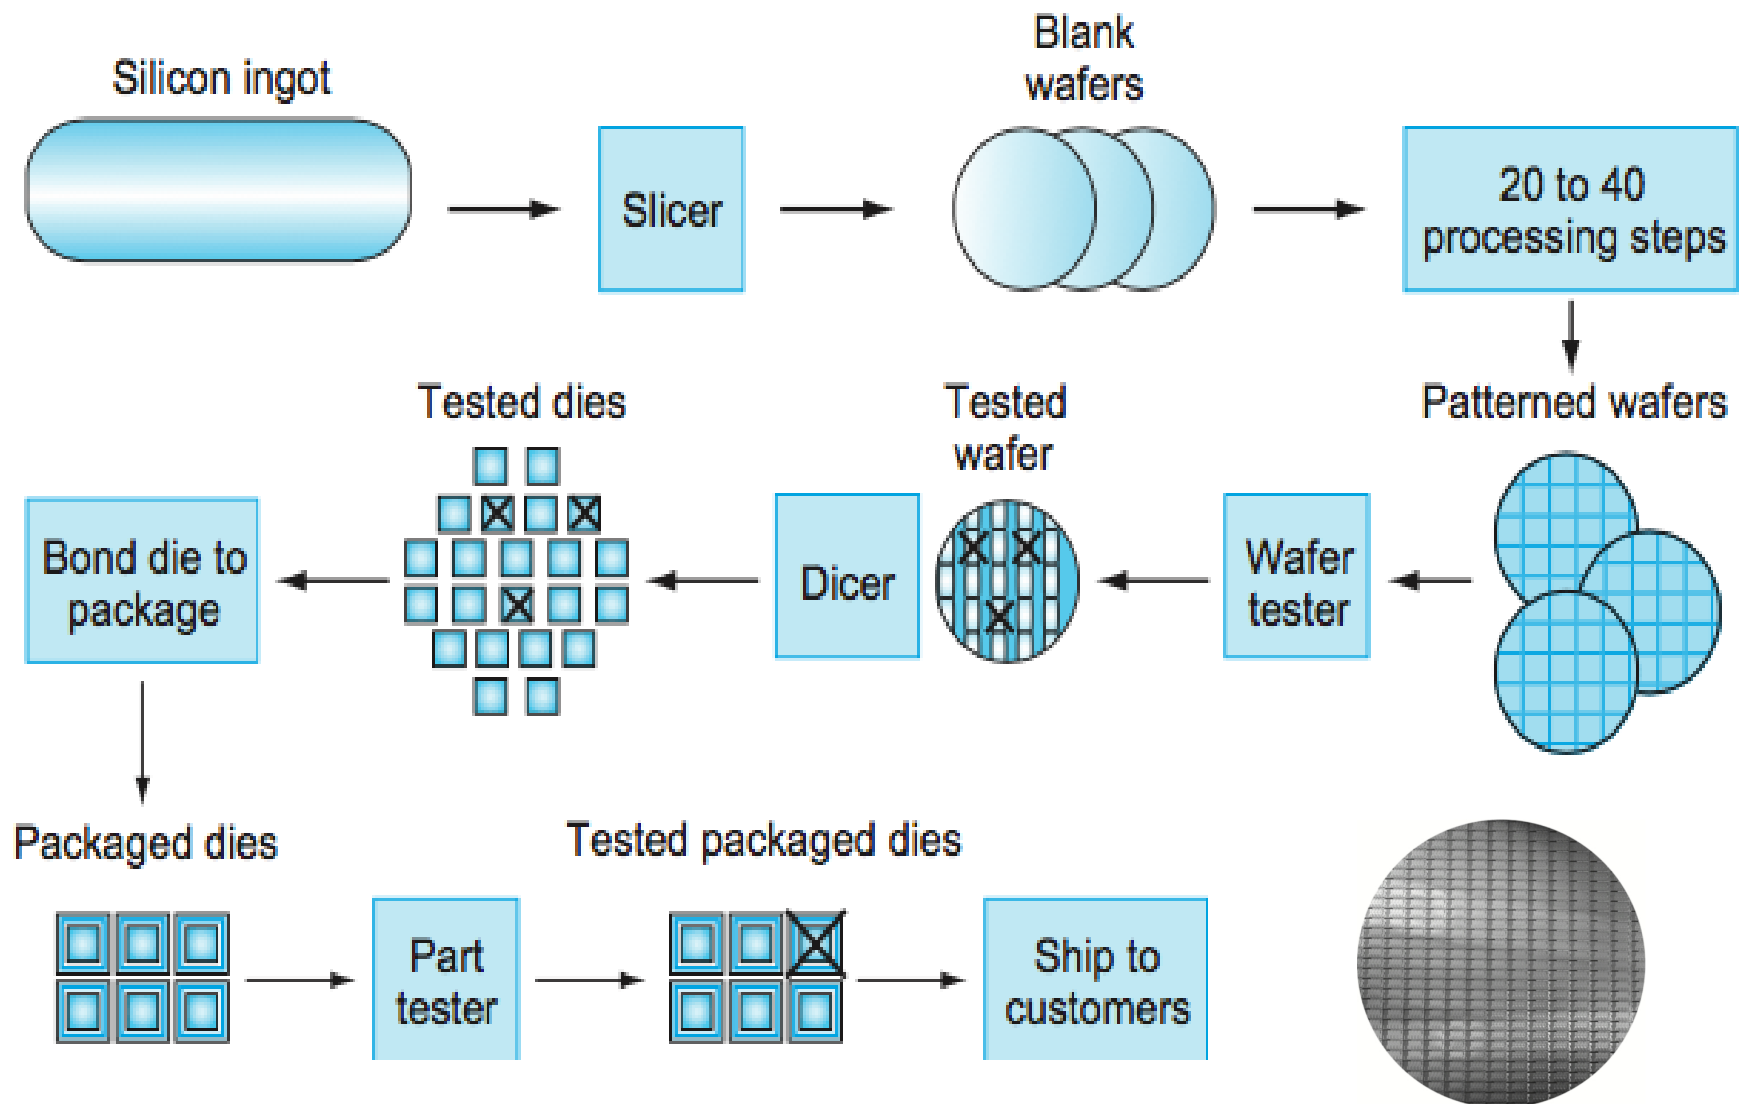 Silicon ingot
Blank
wafers
Slicer
20 to 40
processing steps
Tested dies
Tested
wafer
Patterned wafers
Bond die to
package
Dicer
Wafer
tester
Packaged dies
Tested packaged dies
Part
tester
Ship to
customers